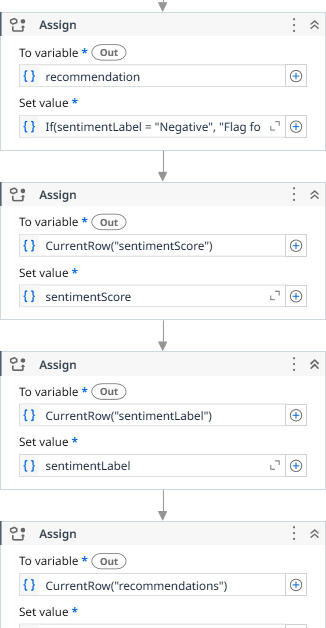 Assign
To variable * Out
{ } recommendation
Set value *
{ } If(sentimentLabel = "Negative", "Flag fo
Assign
To variable * Out
{ } CurrentRow("sentimentScore")
Set value *
{ } sentimentScore
Assign
To variable * Out
{ } CurrentRow("sentimentLabel")
Set value *
{ } sentimentLabel
Assign
To variable * Out
{ } CurrentRow("recommendations")
Set value *